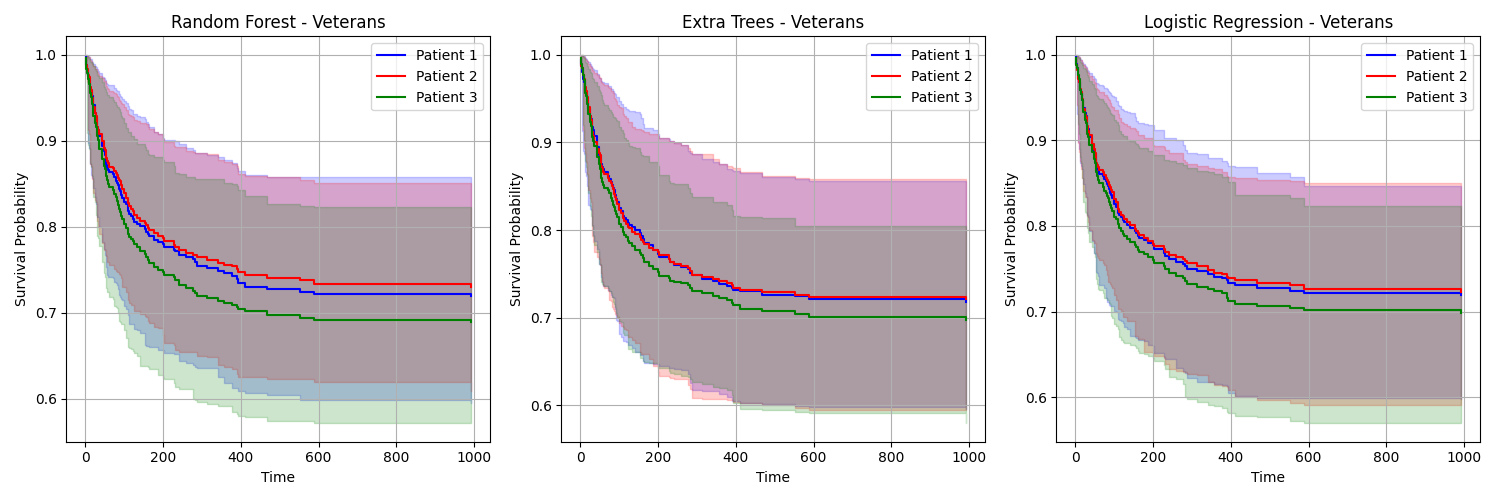 Random Forest - Veterans
Survival Probability
1.0
0.9
0.8
0.7
0.6
Patient 1
Patient 2
Patient 3
0
200
400
600
800
1000
Time
Extra Trees - Veterans
Survival Probability
1.0
0.9
0.8
0.7
0.6
Patient 1
Patient 2
Patient 3
0
200
400
600
800
1000
Time
Logistic Regression - Veterans
Survival Probability
1.0
0.9
0.8
0.7
0.6
Patient 1
Patient 2
Patient 3
0
200
400
600
800
1000
Time